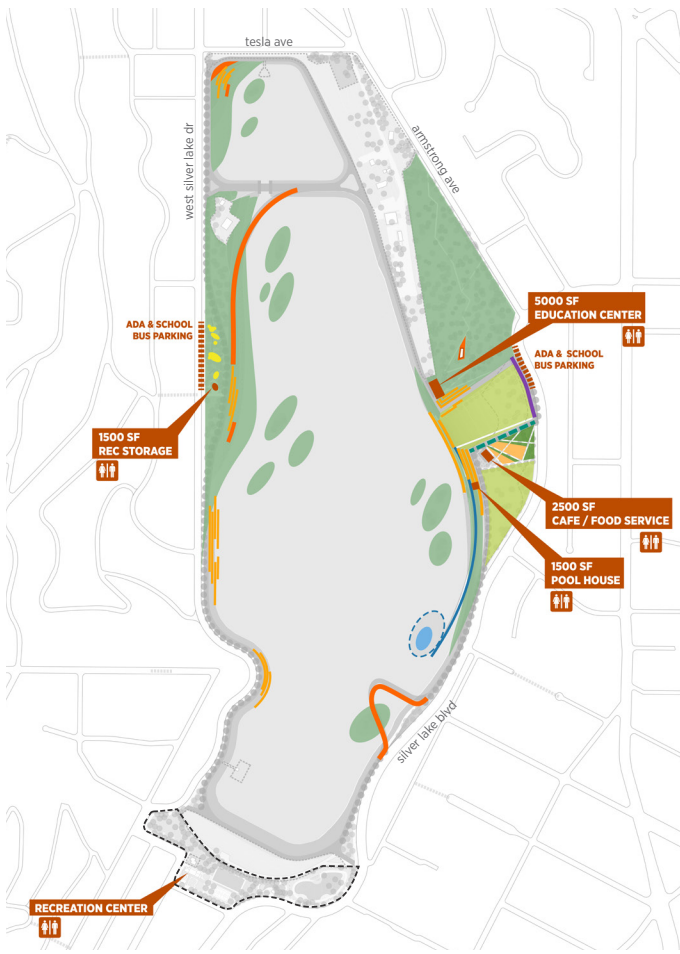 tesla ave
armstrong ave
west silver lake dr
5000 SF
EDUCATION CENTER
ADA & SCHOOL
BUS PARKING
ADA & SCHOOL
BUS PARKING
1500 SF
REC STORAGE
2500 SF
CAFE / FOOD SERVICE
1500 SF
POOL HOUSE
silver lake blvd
RECREATION CENTER